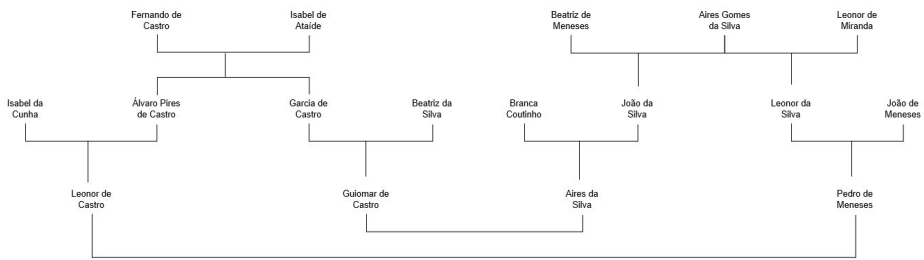 Fernando de
Castro
Isabel de
Ataíde
Beatriz de
Meneses
Aires Gomes
da Silva
Leonor de
Miranda
Isabel da
Cunha
Álvaro Pires
de Castro
Garcia de
Castro
Beatriz da
Silva
Branca
Coutinho
João da
Silva
Leonor da
Silva
João de
Meneses
Leonor de
Castro
Guiomar de
Castro
Aires da
Silva
Pedro de
Meneses